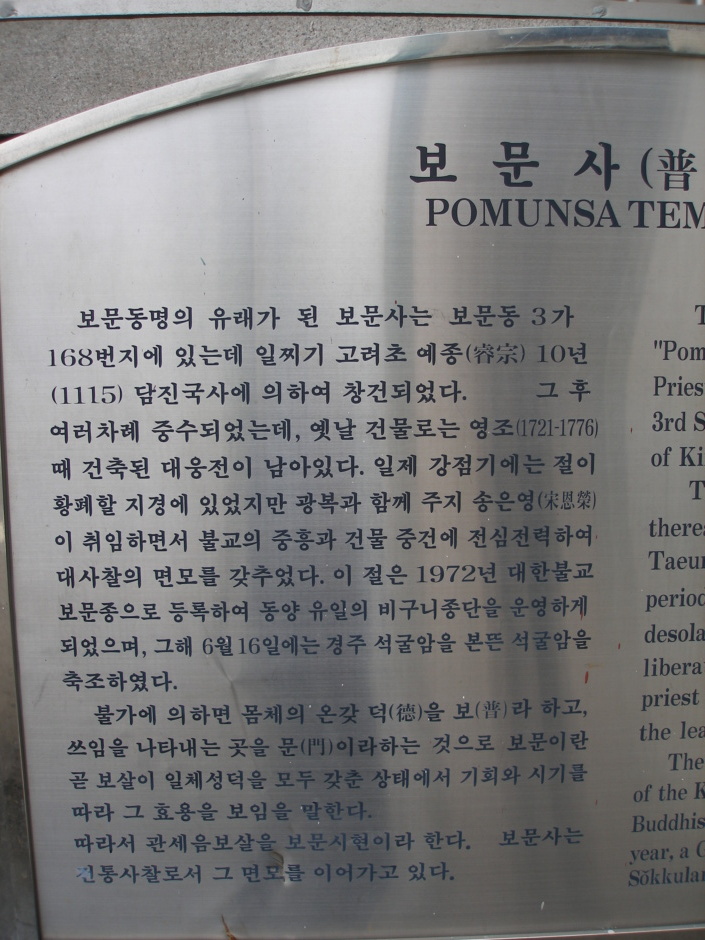 보 문 사 (普
POMUNSA TEM
보문동명의 유래가 된 보문사는 보문동 3가
168번지에 있는데 일찌기 고려초 예종(睿宗) 10년
(1115) 담진국사에 의하여 창건되었다. 그 후
여러차례 중수되었는데, 옛날 건물로는 영조(1721-1776)
때 건축된 대웅전이 남아있다. 일제 강점기에는 절이
황폐할 지경에 있었지만 광복과 함께 주지 송은영(宋恩榮)
이 취임하면서 불교의 중흥과 건물 중건에 전심전력하여
대사찰의 면모를 갖추었다. 이 절은 1972년 대한불교
보문종으로 등록하여 동양 유일의 비구니종단을 운영하게
되었으며, 그해 6월 16일에는 경주 석굴암을 본뜬 석굴암을
축조하였다.
불가에 의하면 몸체의 온갖 덕(德)을 보(普)라 하고,
쓰임을 나타내는 곳을 문(門)이라하는 것으로 보문이란
곧 보살이 일체성덕을 모두 갖춘 상태에서 기회와 시기를
따라 그 효용을 보임을 말한다.
따라서 관세음보살을 보문시현이라 한다. 보문사는
전통사찰로서 그 면모를 이어가고 있다.
T
"Pom
Pries
3rd S
of Ki
T
theres
Taeun
period
desola
libera
priest
the lea
The
of the K
Buddhis
year, a C
Sŏkkulam